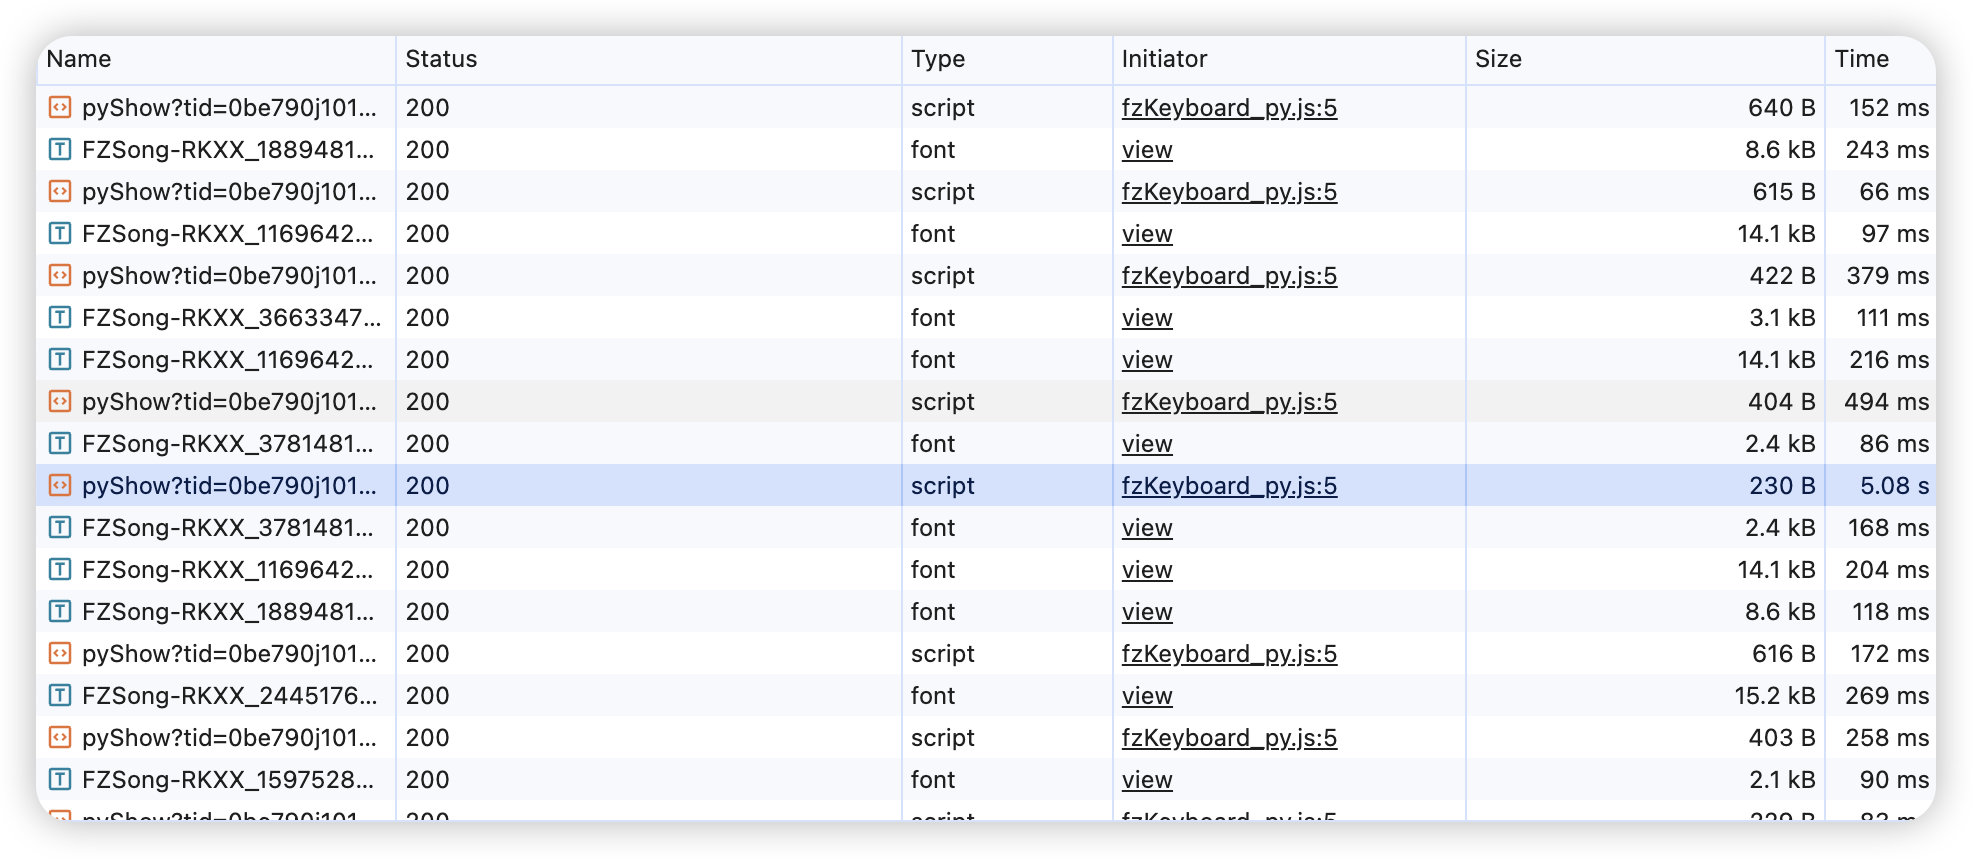 Name Status Type Initiator Size Time
pyShow?tid=0be790j101... 200 script fzKeyboard_py.js:5 640 B 152 ms
FZSong-RKXX_1889481... 200 font view 8.6 kB 243 ms
pyShow?tid=0be790j101... 200 script fzKeyboard_py.js:5 615 B 66 ms
FZSong-RKXX_1169642... 200 font view 14.1 kB 97 ms
pyShow?tid=0be790j101... 200 script fzKeyboard_py.js:5 422 B 379 ms
FZSong-RKXX_3663347... 200 font view 3.1 kB 111 ms
FZSong-RKXX_1169642... 200 font view 14.1 kB 216 ms
pyShow?tid=0be790j101... 200 script fzKeyboard_py.js:5 404 B 494 ms
FZSong-RKXX_3781481... 200 font view 2.4 kB 86 ms
pyShow?tid=0be790j101... 200 script fzKeyboard_py.js:5 230 B 5.08 s
FZSong-RKXX_3781481... 200 font view 2.4 kB 168 ms
FZSong-RKXX_1169642... 200 font view 14.1 kB 204 ms
FZSong-RKXX_1889481... 200 font view 8.6 kB 118 ms
pyShow?tid=0be790j101... 200 script fzKeyboard_py.js:5 616 B 172 ms
FZSong-RKXX_2445176... 200 font view 15.2 kB 269 ms
pyShow?tid=0be790j101... 200 script fzKeyboard_py.js:5 403 B 258 ms
FZSong-RKXX_1597528... 200 font view 2.1 kB 90 ms
pyShow?tid=0be790j101... 200 script fzKeyboard_py.js:5